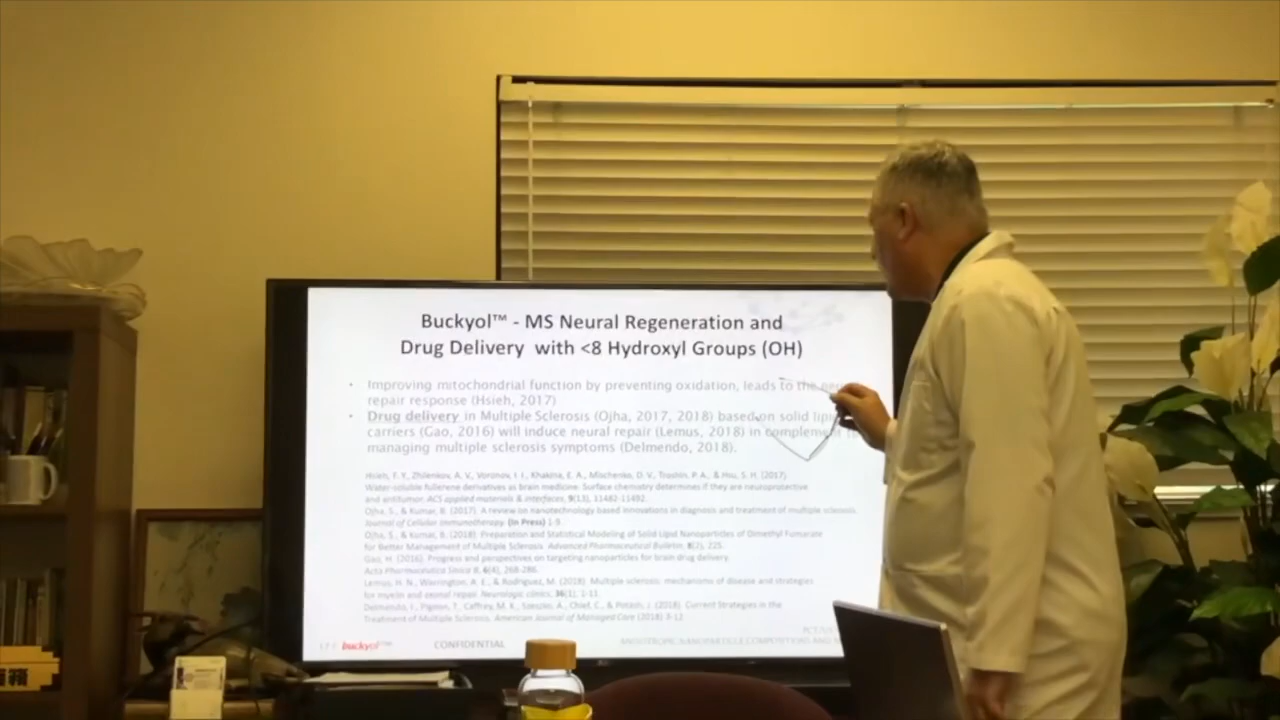 Buckyol™ - MS Neural Regeneration and
Drug Delivery with <8 Hydroxyl Groups (OH)
• Improving mitochondrial function by preventing oxidation, leads to the
repair response (Hsieh, 2017)
• Drug delivery in Multiple Sclerosis (Ojha, 2017, 2018) based on solid
carriers (Gao, 2016) will induce neural repair (Lemus, 2018) in complement
managing multiple sclerosis symptoms (Delmendo, 2018).
Hsieh, F. Y., Zhilenkov, A. V., Voronov, I. I., Khakina, E. A., Mischenko, D. V., Troshin, P. A., & Hsu, S. H. (2017).
Water-soluble fullerene derivatives as brain medicine: Surface chemistry determines if they are neuroprotective
and antitumor. ACS applied materials & interfaces, 9(13), 11482-11492.
Ojha, S., & Kumar, B. (2017). A review on nanotechnology based innovations in diagnosis and treatment of multiple sclerosis.
Journal of Cellular Immunotherapy. (In Press) 1-9.
Ojha, S., & Kumar, B. (2018). Preparation and Statistical Modeling of Solid Lipid Nanoparticles of Dimethyl Fumarate
for Better Management of Multiple Sclerosis. Advanced Pharmaceutical Bulletin, 8(2), 225.
Gao, H. (2016). Progress and perspectives on targeting nanoparticles for brain drug delivery.
Acta Pharmaceutica Sinica B, 6(4), 268-286.
Lemus, H. N., Warrington, A. E., & Rodriguez, M. (2018). Multiple sclerosis: mechanisms of disease and strategies
for myelin and axonal repair. Neurologic clinics, 36(1), 1-11.
(2018). Current Strategies in the
Treatment of Multiple Sclerosis. American Journal of Managed Care (2018) 3-12.
buckyol™
CONFIDENTIAL
NANOPARTICLE COMPOSITIONS AND